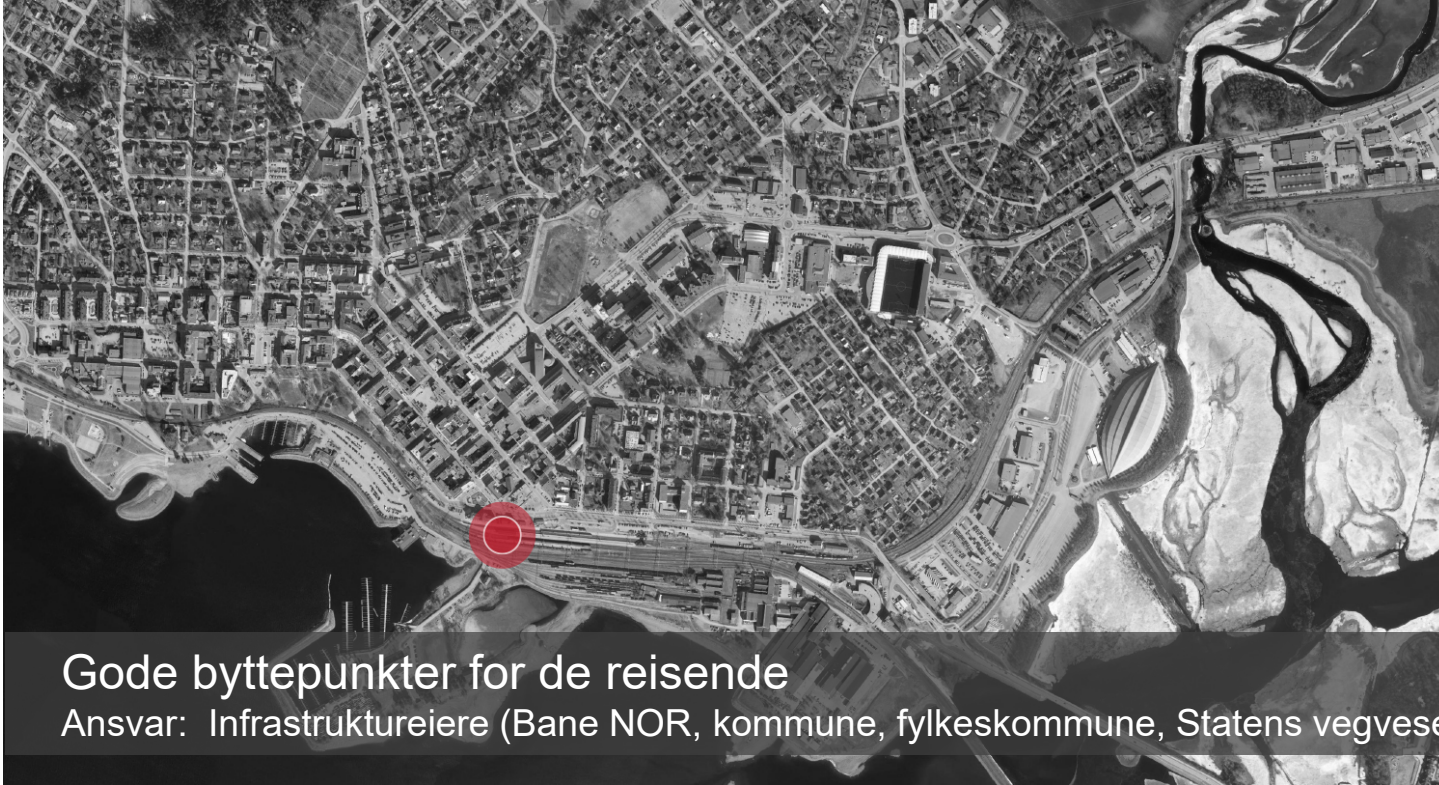 Gode byttepunkter for de reisende
Ansvar: Infrastruktureiere (Bane NOR, kommune, fylkeskommune, Statens